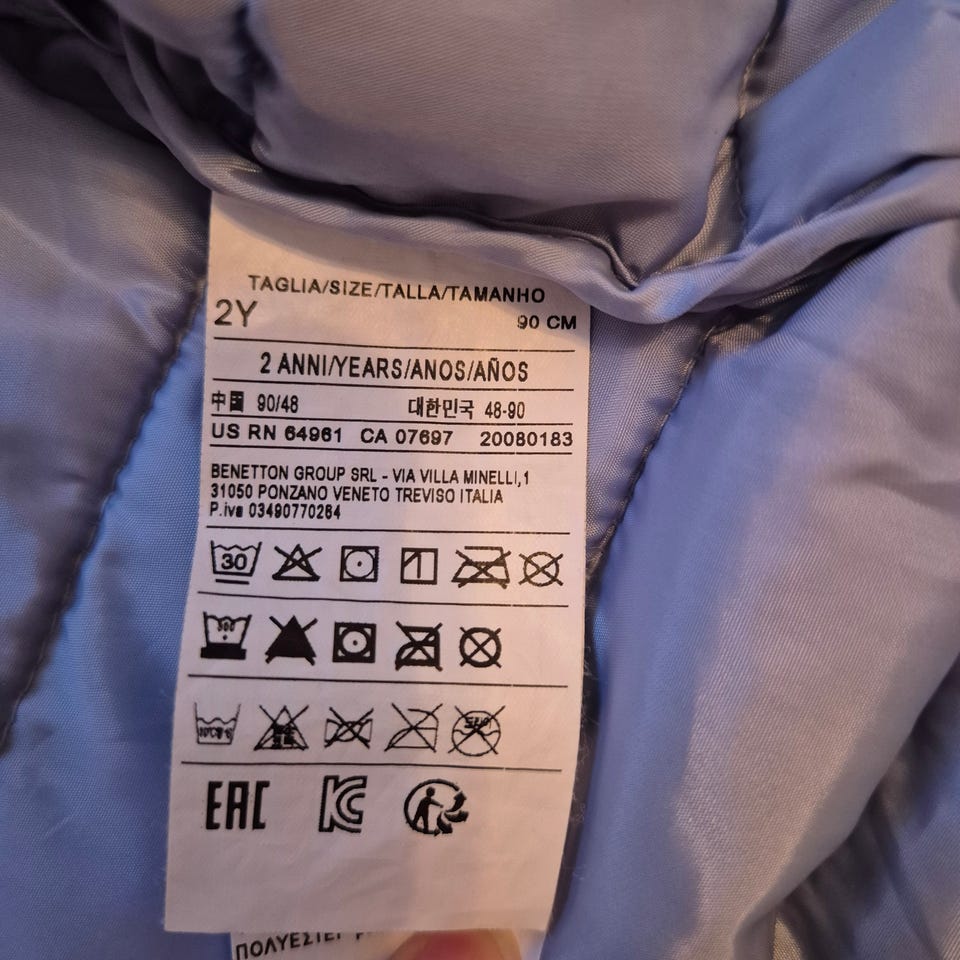 TAGLIA/SIZE/TALLA/TAMANHO
2Y 90 CM
2 ANNI/YEARS/ANOS/AÑOS
中国 90/48 대한민국 48-90
US RN 64961 CA 07697 20080183
BENETTON GROUP SRL - VIA VILLA MINELLI,1
31050 PONZANO VENETO TREVISO ITALIA
P.iva 03490770264
30
EAC KC